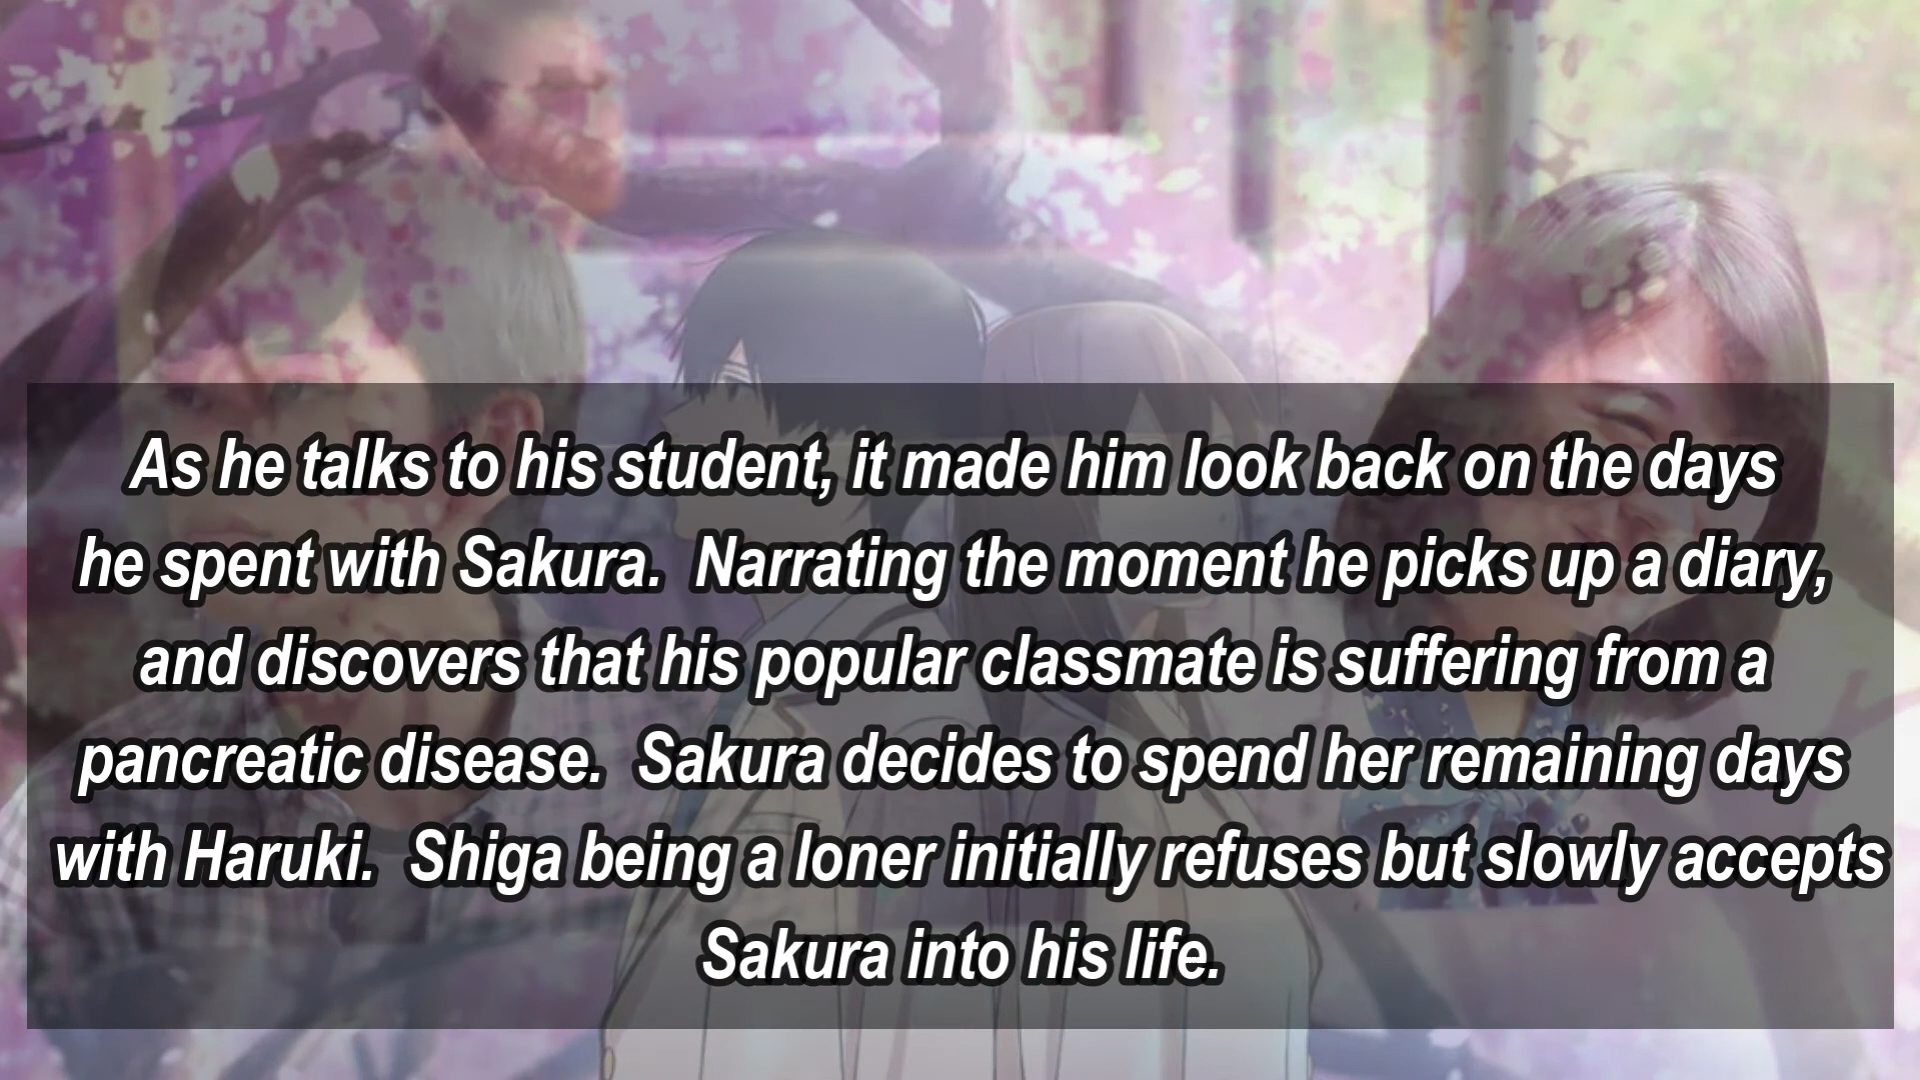 As he talks to his student, it made him look back on the days
he spent with Sakura.  Narrating the moment he picks up a diary,
and discovers that his popular classmate is suffering from a
pancreatic disease.  Sakura decides to spend her remaining days
with Haruki.  Shiga being a loner initially refuses but slowly accepts
Sakura into his life.